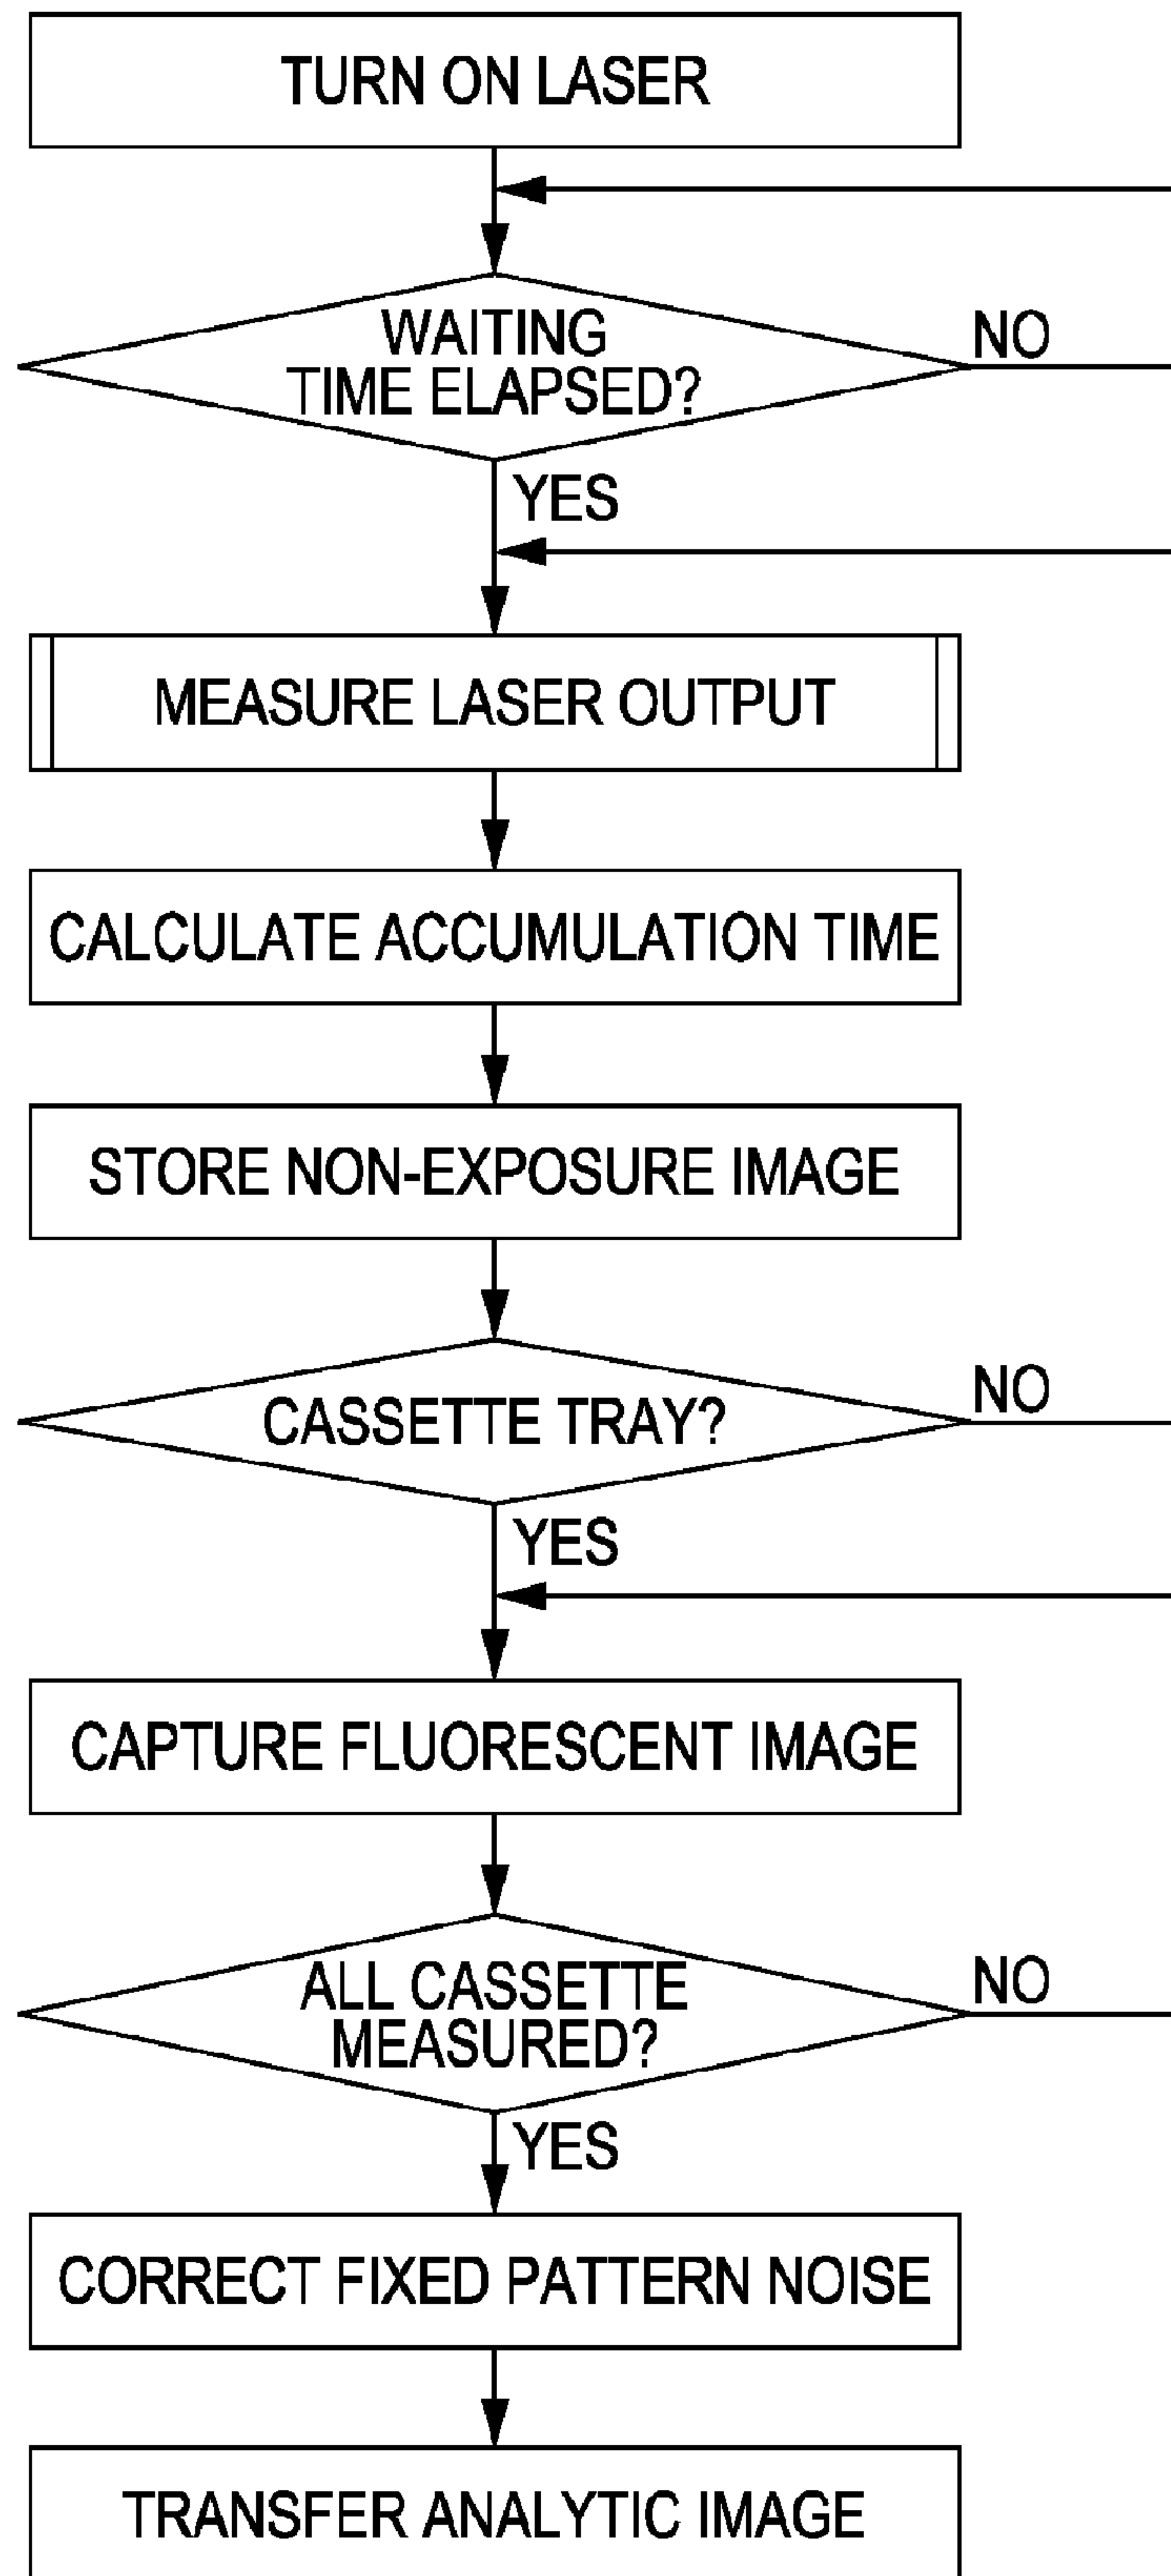 TURN ON LASER
WAITING
TIME ELAPSED?
NO
YES
MEASURE LASER OUTPUT
CALCULATE ACCUMULATION TIME
STORE NON-EXPOSURE IMAGE
CASSETTE TRAY?
NO
YES
CAPTURE FLUORESCENT IMAGE
ALL CASSETTE
MEASURED?
NO
YES
CORRECT FIXED PATTERN NOISE
TRANSFER ANALYTIC IMAGE